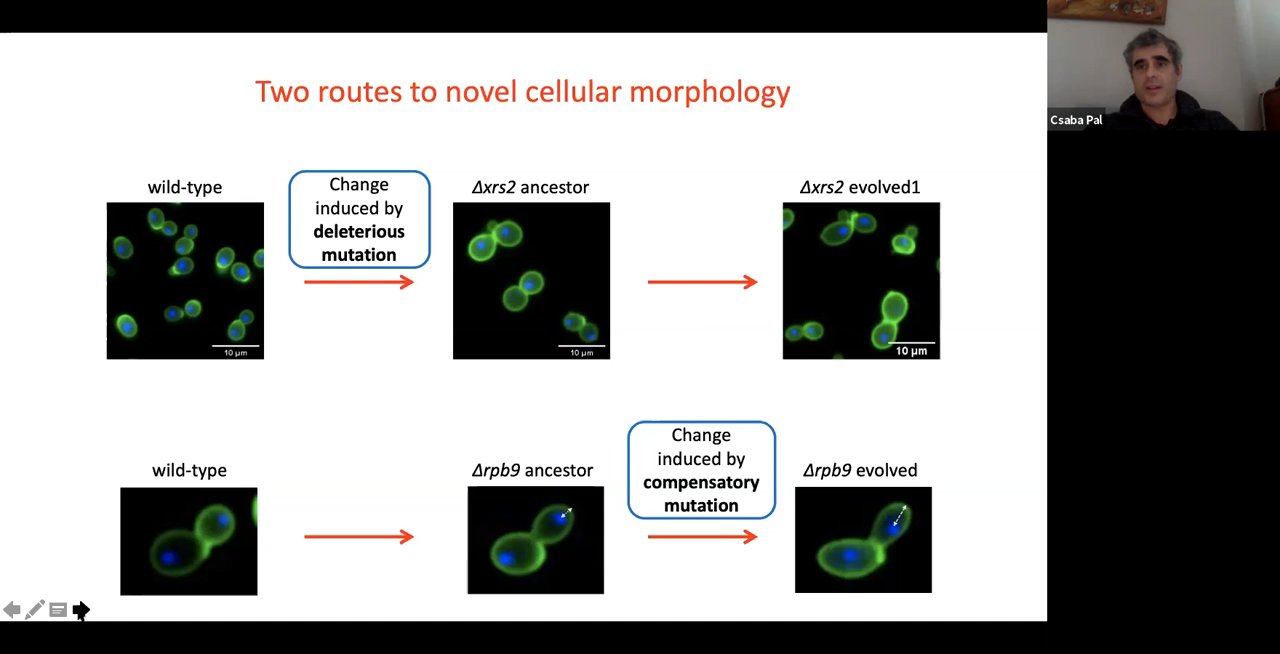 Two routes to novel cellular morphology
Csaba Pal
wild-type
Change
induced by
deleterious
mutation
Δxrs2 ancestor
Δxrs2 evolved1
10 μm
10 μm
10 μm
wild-type
Δrpb9 ancestor
Change
induced by
compensatory
mutation
Δrpb9 evolved